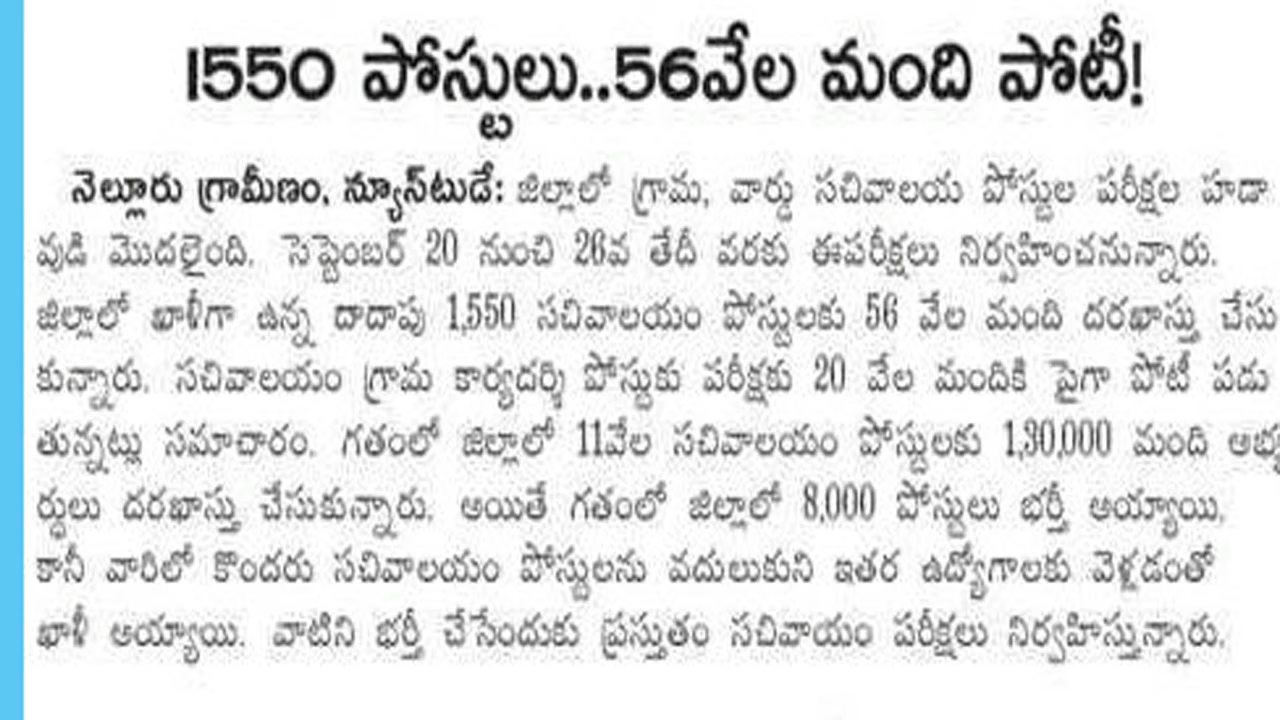 1550 పోస్టులు..56వేల మంది పోటీ!
నెల్లూరు గ్రామీణం, న్యూస్‌టుడే: జిల్లాలో గ్రామ, వార్డు సచివాలయ పోస్టుల పరీక్షల హడా
వుడి మొదలైంది. సెప్టెంబర్ 20 నుంచి 26వ తేదీ వరకు ఈపరీక్షలు నిర్వహించనున్నారు.
జిల్లాలో ఖాళీగా ఉన్న దాదాపు 1,550 సచివాలయం పోస్టులకు 56 వేల మంది దరఖాస్తు చేసు
కున్నారు. సచివాలయం గ్రామ కార్యదర్శి పోస్టుకు పరీక్షకు 20 వేల మందికి పైగా పోటీ పడు
తున్నట్లు సమాచారం. గతంలో జిల్లాలో 11వేల సచివాలయం పోస్టులకు 1,30,000 మంది అభ్య
ర్థులు దరఖాస్తు చేసుకున్నారు. అయితే గతంలో జిల్లాలో 8,000 పోస్టులు భర్తీ అయ్యాయి.
కానీ వారిలో కొందరు సచివాలయం పోస్టులను వదులుకుని ఇతర ఉద్యోగాలకు వెళ్లడంతో
ఖాళీ అయ్యాయి. వాటిని భర్తీ చేసేందుకు ప్రస్తుతం సచివాయం పరీక్షలు నిర్వహిస్తున్నారు.